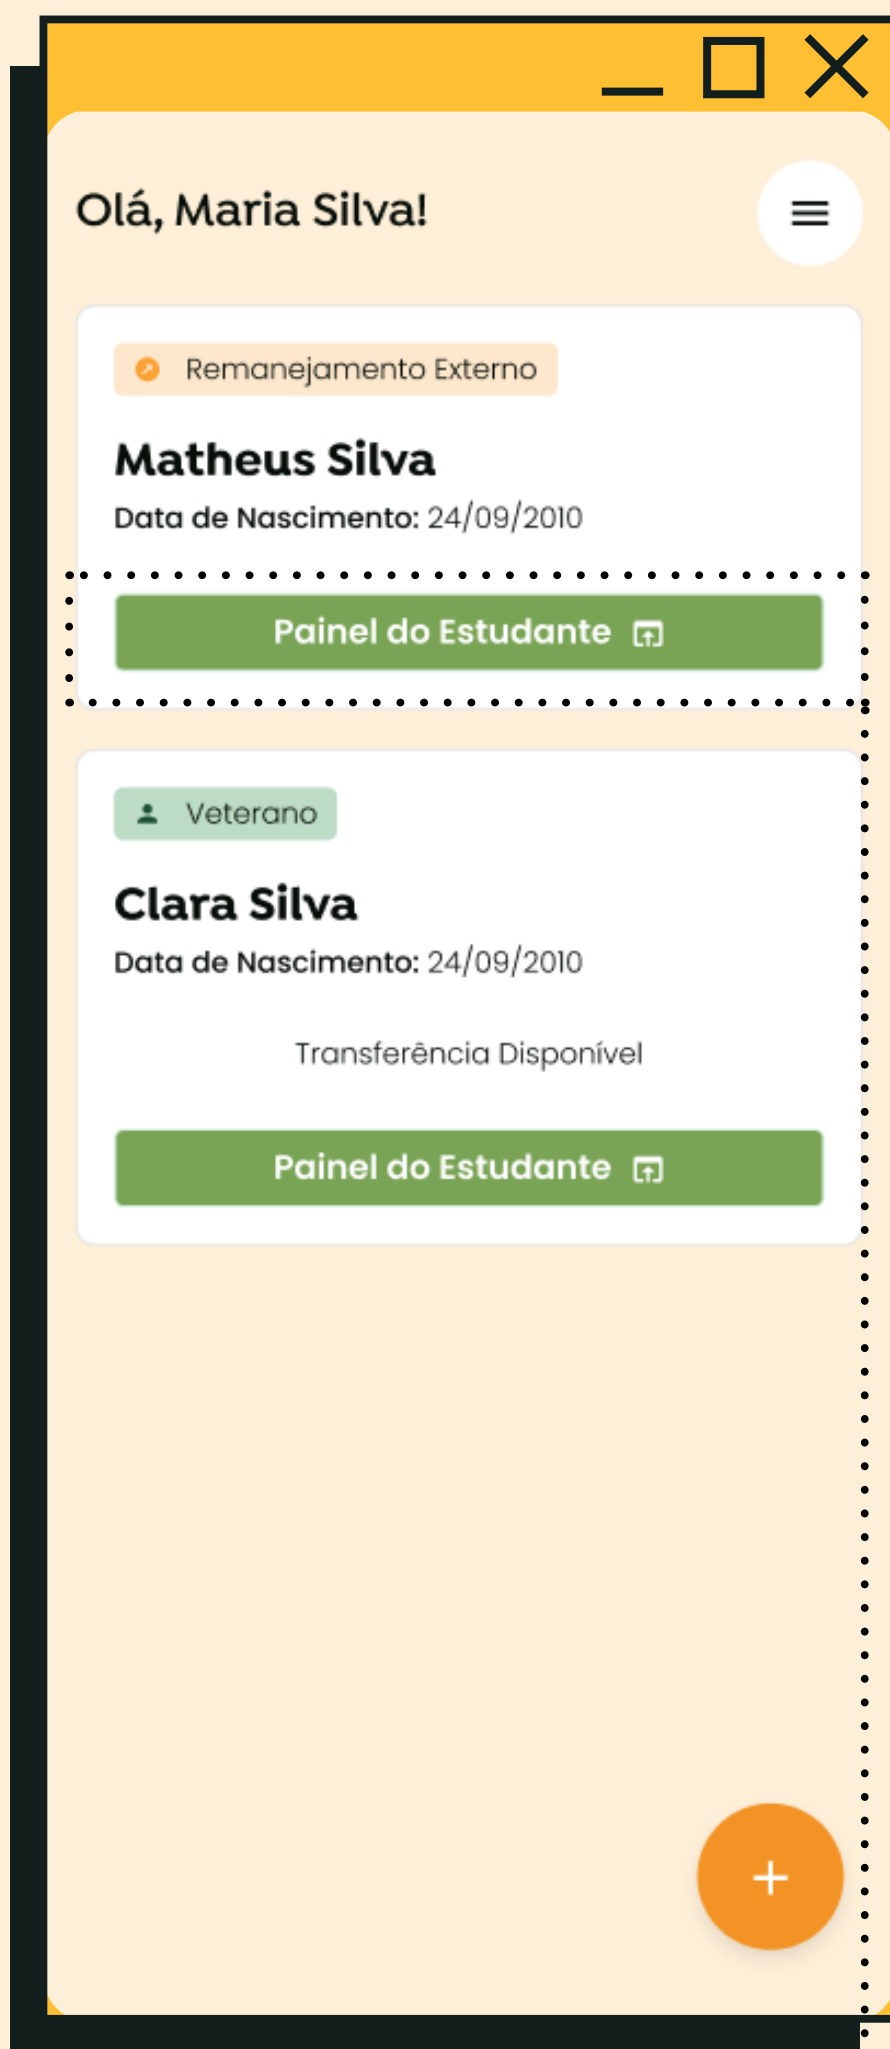 Olá, Maria Silva!
Remanejamento Externo
Matheus Silva
Data de Nascimento: 24/09/2010
Painel do Estudante
Veterano
Clara Silva
Data de Nascimento: 24/09/2010
Transferência Disponível
Painel do Estudante